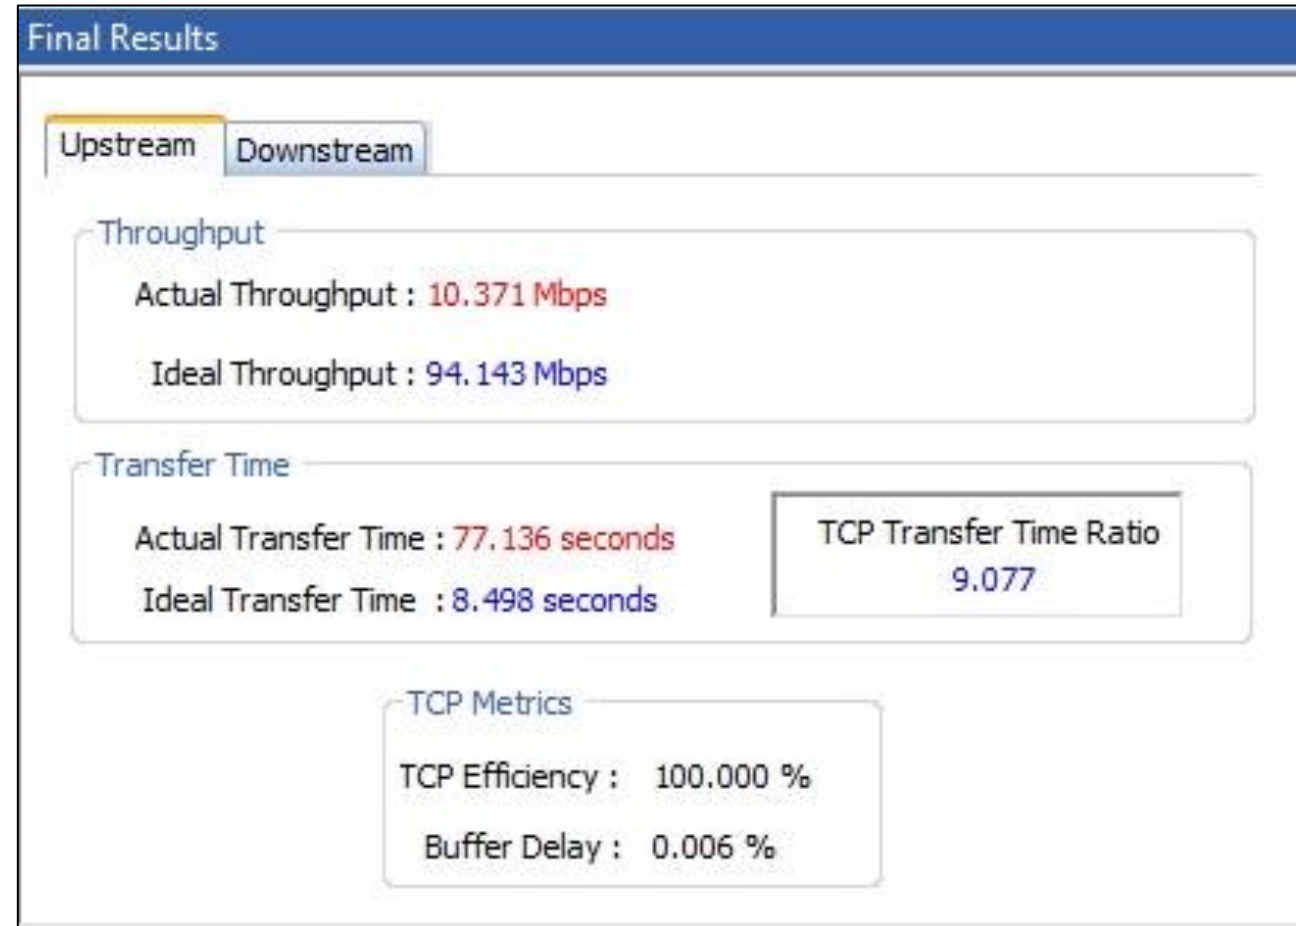 Final Results
Upstream Downstream
Throughput
Actual Throughput : 10.371 Mbps
Ideal Throughput : 94.143 Mbps
Transfer Time
Actual Transfer Time : 77.136 seconds
Ideal Transfer Time : 8.498 seconds
TCP Transfer Time Ratio
9.077
TCP Metrics
TCP Efficiency : 100.000 %
Buffer Delay : 0.006 %